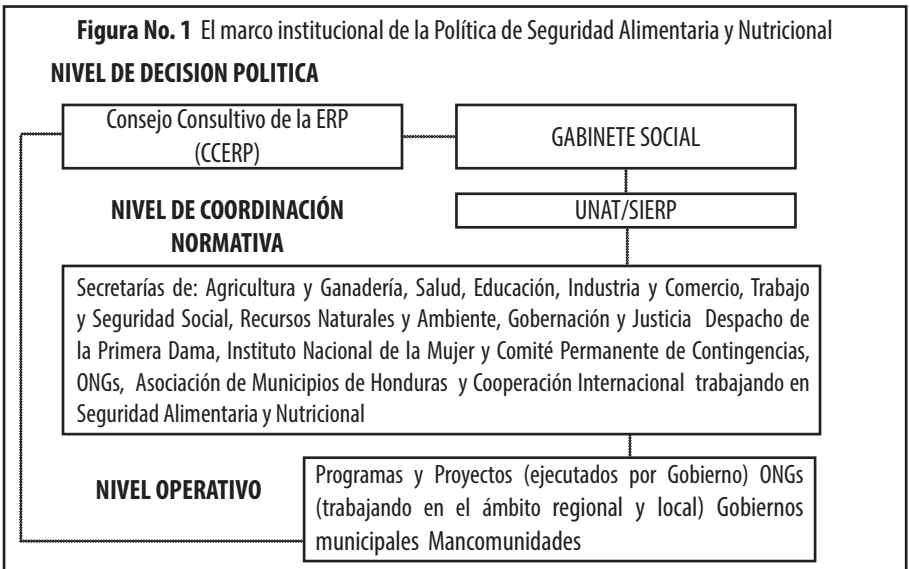 Figura No. 1 El marco institucional de la Política de Seguridad Alimentaria y Nutricional
NIVEL DE DECISION POLITICA
Consejo Consultivo de la ERP
(CCERP)
GABINETE SOCIAL
NIVEL DE COORDINACIÓN
NORMATIVA
UNAT/SIERP
Secretarías de: Agricultura y Ganadería, Salud, Educación, Industria y Comercio, Trabajo
y Seguridad Social, Recursos Naturales y Ambiente, Gobernación y Justicia Despacho de
la Primera Dama, Instituto Nacional de la Mujer y Comité Permanente de Contingencias,
ONGs, Asociación de Municipios de Honduras y Cooperación Internacional trabajando en
Seguridad Alimentaria y Nutricional
NIVEL OPERATIVO
Programas y Proyectos (ejecutados por Gobierno) ONGs
(trabajando en el ámbito regional y local) Gobiernos
municipales Mancomunidades